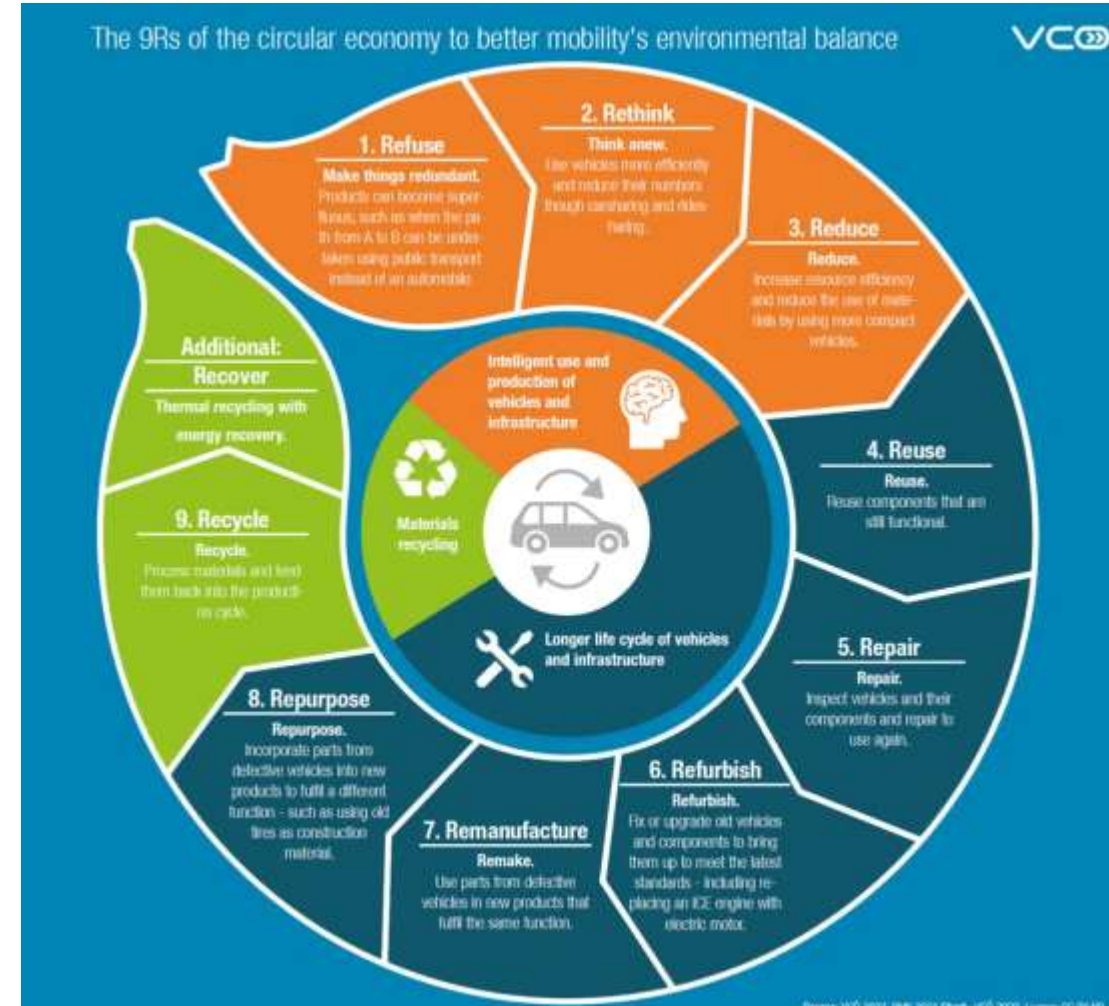 The 9Rs of the circular economy to better mobility's environmental balance
VCÖ
1. Refuse
Make things redundant.
Products can become super-
fluous, such as when the pa-
th from A to B can be under-
taken using public transport
instead of an automobile.
2. Rethink
Think anew.
Use vehicles more efficiently
and reduce their numbers
though carsharing and rides-
haring.
3. Reduce
Reduce.
Increase resource efficiency
and reduce the use of mate-
rials by using more compact
vehicles.
4. Reuse
Reuse.
Reuse components that are
still functional.
5. Repair
Repair.
Inspect vehicles and their
components and repair to
use again.
6. Refurbish
Refurbish.
Fix or upgrade old vehicles
and components to bring
them up to meet the latest
standards - including re-
placing an ICE engine with
electric motor.
7. Remanufacture
Remake.
Use parts from defective
vehicles in new products that
fulfil the same function.
8. Repurpose
Repurpose.
Incorporate parts from
defective vehicles into new
products to fulfil a different
function - such as using old
tires as construction
material.
9. Recycle
Recycle.
Process materials and feed
them back into the producti-
on cycle.
Additional:
Recover
Thermal recycling with
energy recovery.
Intelligent use and
production of
vehicles and
infrastructure
Materials
recycling
Longer life cycle of vehicles
and infrastructure